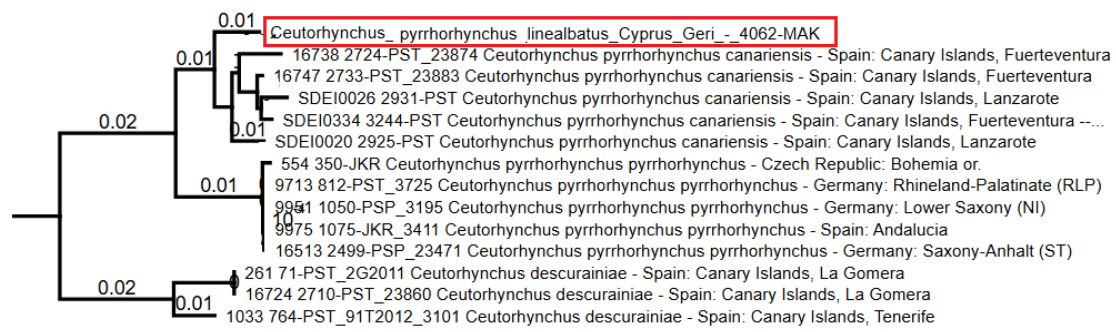 0.01
Ceutorhynchus_ pyrrhorhynchus_linealbatus_Cyprus_Geri_-_4062-MAK
0.01
16738 2724-PST_23874 Ceutorhynchus pyrrhorhynchus canariensis - Spain: Canary Islands, Fuerteventura
16747 2733-PST_23883 Ceutorhynchus pyrrhorhynchus canariensis - Spain: Canary Islands, Fuerteventura
SDEI0026 2931-PST Ceutorhynchus pyrrhorhynchus canariensis - Spain: Canary Islands, Lanzarote
0.02
SDEI0334 3244-PST Ceutorhynchus pyrrhorhynchus canariensis - Spain: Canary Islands, Fuerteventura --...
0.01
SDEI0020 2925-PST Ceutorhynchus pyrrhorhynchus canariensis - Spain: Canary Islands, Lanzarote
554 350-JKR Ceutorhynchus pyrrhorhynchus pyrrhorhynchus - Czech Republic: Bohemia or.
0.01
9713 812-PST_3725 Ceutorhynchus pyrrhorhynchus pyrrhorhynchus - Germany: Rhineland-Palatinate (RLP)
9951 1050-PSP_3195 Ceutorhynchus pyrrhorhynchus pyrrhorhynchus - Germany: Lower Saxony (NI)
9975 1075-JKR_3411 Ceutorhynchus pyrrhorhynchus pyrrhorhynchus - Spain: Andalucia
16513 2499-PSP_23471 Ceutorhynchus pyrrhorhynchus pyrrhorhynchus - Germany: Saxony-Anhalt (ST)
261 71-PST_2G2011 Ceutorhynchus descurainiae - Spain: Canary Islands, La Gomera
0.02
0
16724 2710-PST_23860 Ceutorhynchus descurainiae - Spain: Canary Islands, La Gomera
0.01
1033 764-PST_91T2012_3101 Ceutorhynchus descurainiae - Spain: Canary Islands, Tenerife